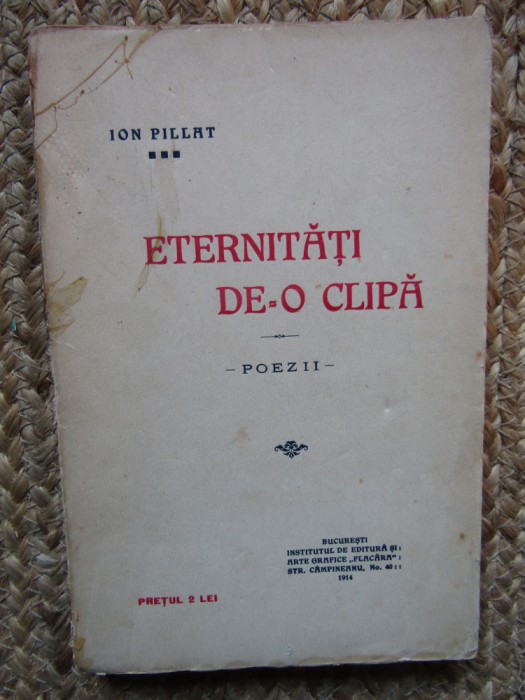 ION PILLAT
ETERNITĂȚI
DE=O CLIPĂ
– POEZII –
BUCUREȘTI
INSTITUTUL DE EDITURĂ ȘI :
ARTE GRAFICE „FLACĂRA“ :
STR. CÂMPINEANU, No. 40 : :
1914
PREȚUL 2 LEI